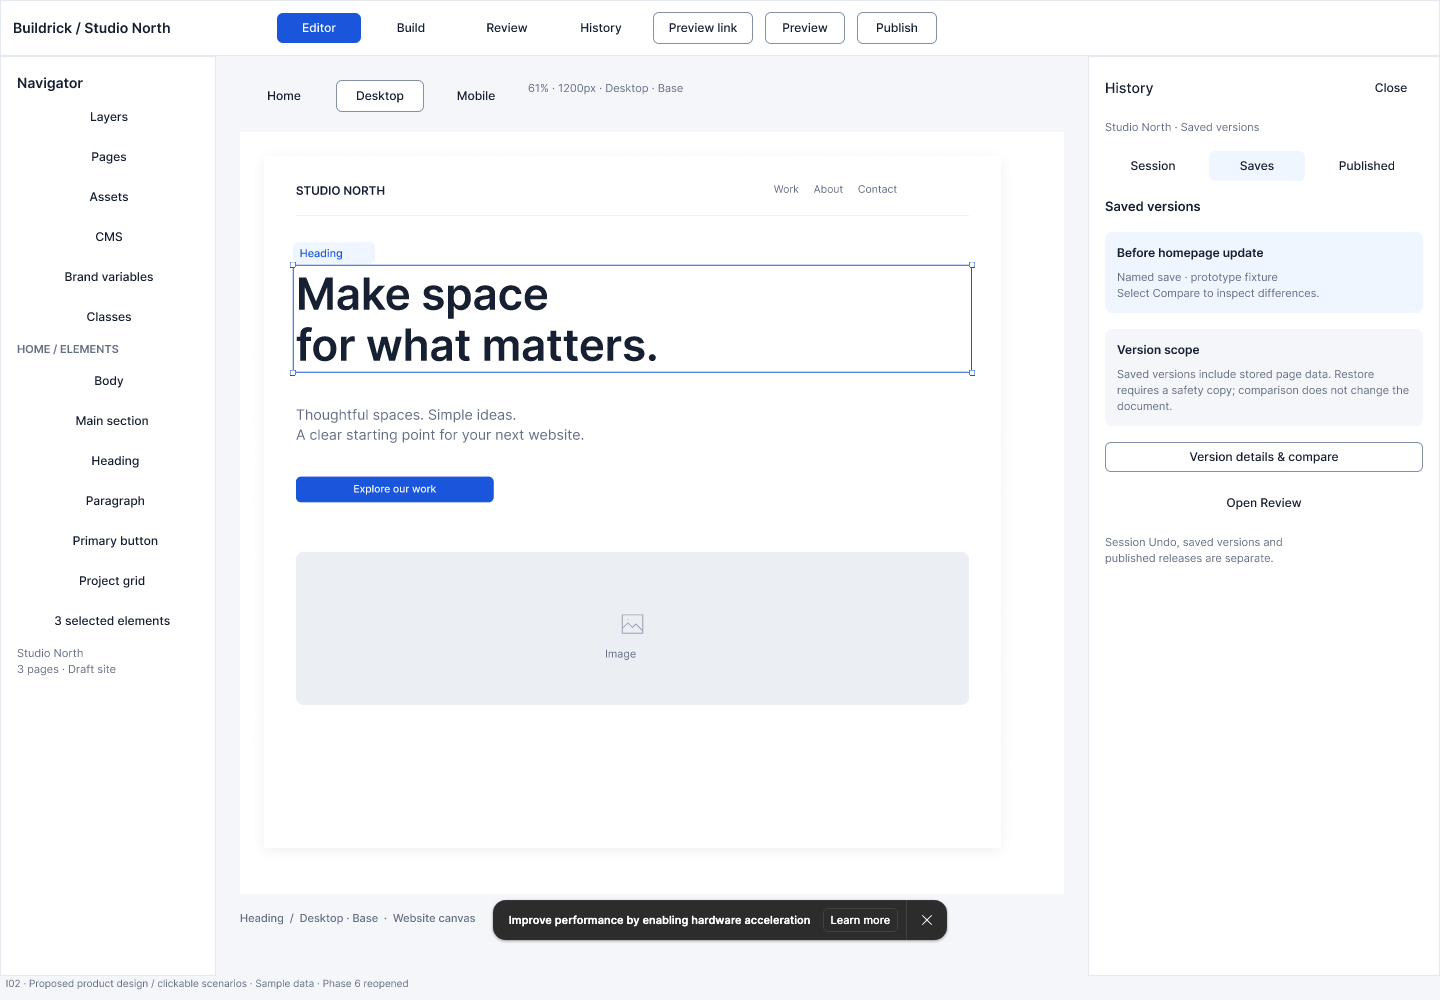 Buildrick / Studio North
Editor
Build
Review
History
Preview link
Preview
Publish
Navigator
Layers
Pages
Assets
CMS
Brand variables
Classes
HOME / ELEMENTS
Body
Main section
Heading
Paragraph
Primary button
Project grid
3 selected elements
Studio North
3 pages · Draft site
Home
Desktop
Mobile
61% · 1200px · Desktop · Base
STUDIO NORTH
Work
About
Contact
Heading
Make space
for what matters.
Thoughtful spaces. Simple ideas.
A clear starting point for your next website.
Explore our work
Image
Heading / Desktop · Base · Website canvas
Improve performance by enabling hardware acceleration
Learn more
History
Close
Studio North · Saved versions
Session
Saves
Published
Saved versions
Before homepage update
Named save · prototype fixture
Select Compare to inspect differences.
Version scope
Saved versions include stored page data. Restore
requires a safety copy; comparison does not change the
document.
Version details & compare
Open Review
Session Undo, saved versions and
published releases are separate.
I02 · Proposed product design / clickable scenarios · Sample data · Phase 6 reopened